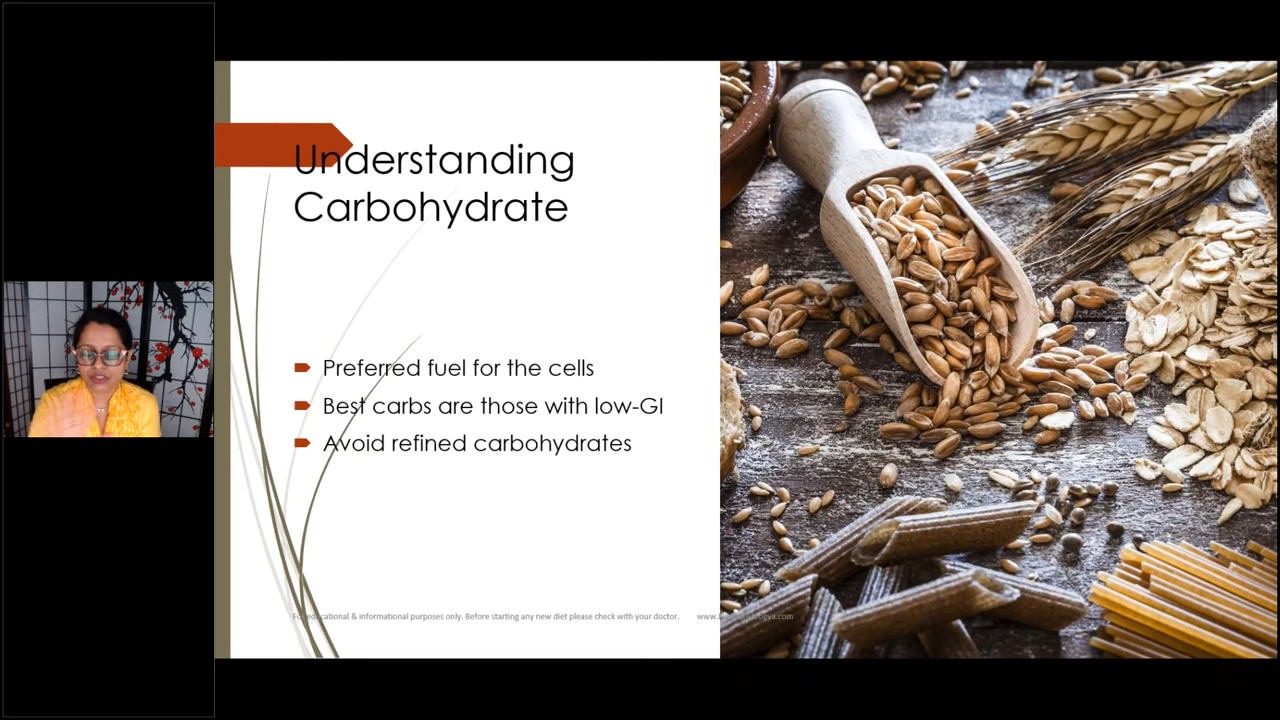 Understanding
Carbohydrate
Preferred fuel for the cells
Best carbs are those with low-GI
Avoid refined carbohydrates
For educational & informational purposes only. Before starting any new diet please check with your doctor.